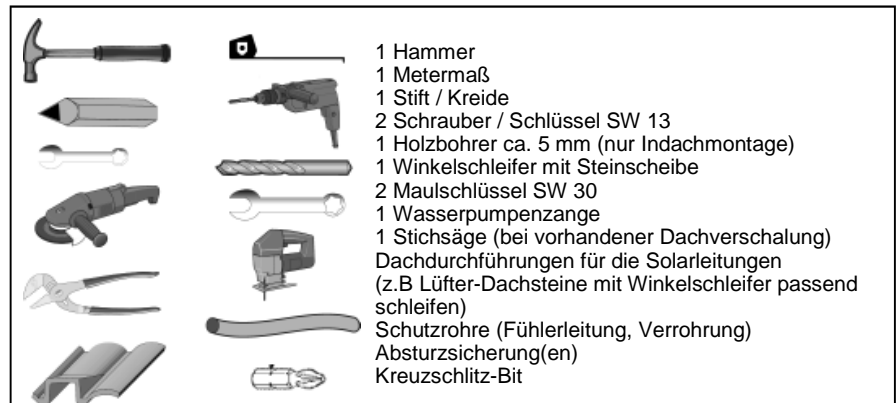 1 Hammer
1 Metermaß
1 Stift / Kreide
2 Schrauber / Schlüssel SW 13
1 Holzbohrer ca. 5 mm (nur Indachmontage)
1 Winkelschleifer mit Steinscheibe
2 Maulschlüssel SW 30
1 Wasserpumpenzange
1 Stichsäge (bei vorhandener Dachverschalung)
Dachdurchführungen für die Solarleitungen
(z.B Lüfter-Dachsteine mit Winkelschleifer passend
schleifen)
Schutzrohre (Fühlerleitung, Verrohrung)
Absturzsicherung(en)
Kreuzschlitz-Bit